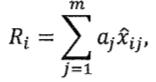 $$R_i = \sum_{j=1}^{m} a_j \hat{x}_{ij},$$